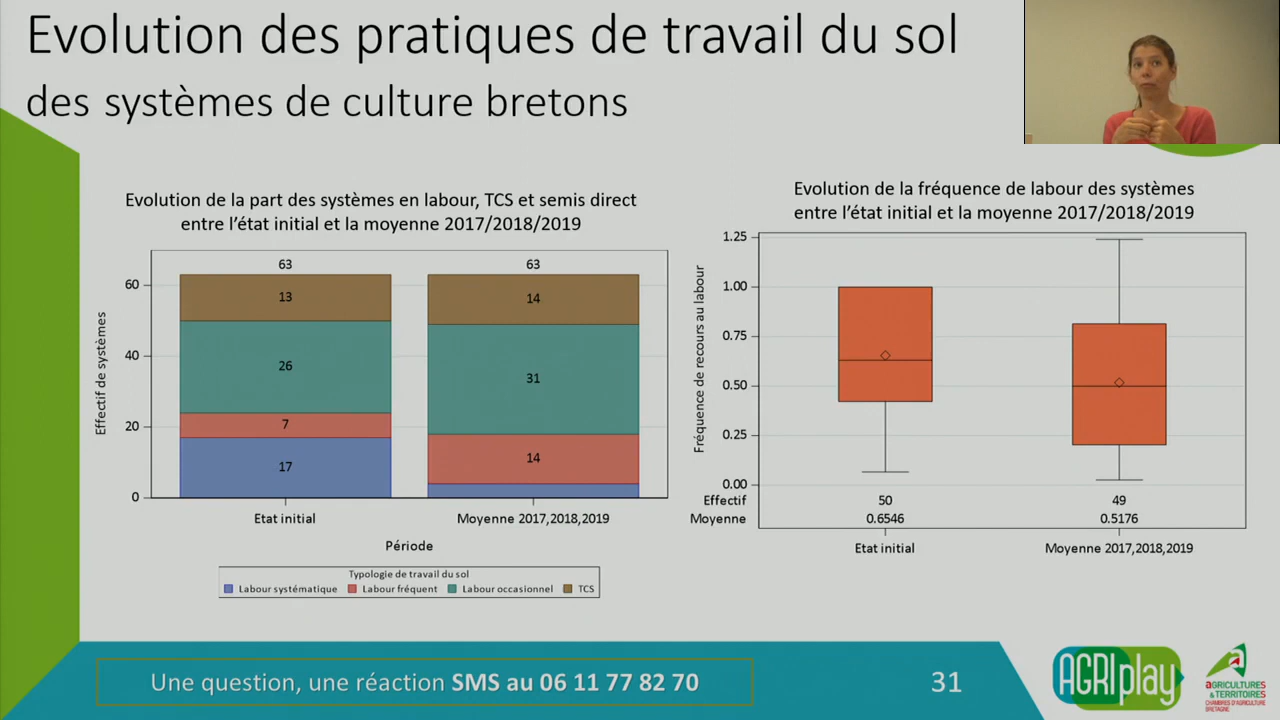 Evolution des pratiques de travail du sol
des systèmes de culture bretons
Evolution de la part des systèmes en labour, TCS et semis direct
entre l'état initial et la moyenne 2017/2018/2019
Effectif de systèmes
60
40
20
0
63
13
26
7
17
63
14
31
14
Etat initial
Moyenne 2017,2018,2019
Période
Typologie de travail du sol
Labour systématique
Labour fréquent
Labour occasionnel
TCS
Evolution de la fréquence de labour des systèmes
entre l'état initial et la moyenne 2017/2018/2019
Fréquence de recours au labour
1.25
1.00
0.75
0.50
0.25
0.00
Effectif 50 49
Moyenne 0.6546 0.5176
Etat initial
Moyenne 2017,2018,2019
Une question, une réaction SMS au 06 11 77 82 70
31
AGRIplay
AGRICULTURES
& TERRITOIRES
CHAMBRES D'AGRICULTURE
BRETAGNE